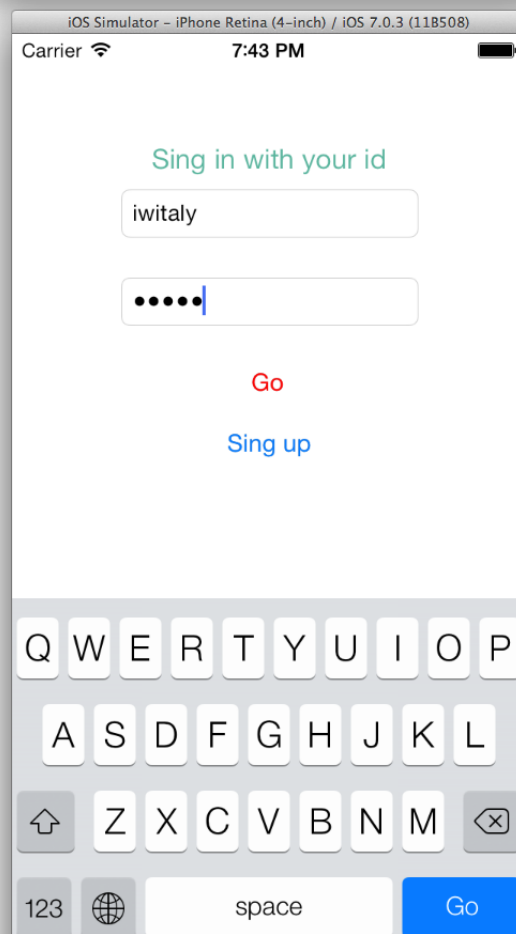 iOS Simulator – iPhone Retina (4-inch) / iOS 7.0.3 (11B508)
Carrier 7:43 PM
Sing in with your id
iwitaly
•••••
Go
Sing up
Q W E R T Y U I O P
A S D F G H J K L
Z X C V B N M
123 space Go